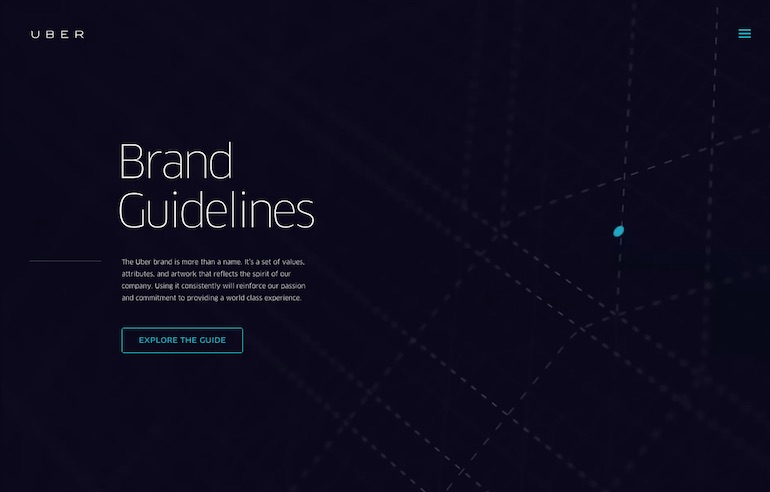 UBER
Brand
Guidelines
The Uber brand is more than a name. It's a set of values,
attributes, and artwork that reflects the spirit of our
company. Using it consistently will reinforce our passion
and commitment to providing a world class experience.
EXPLORE THE GUIDE